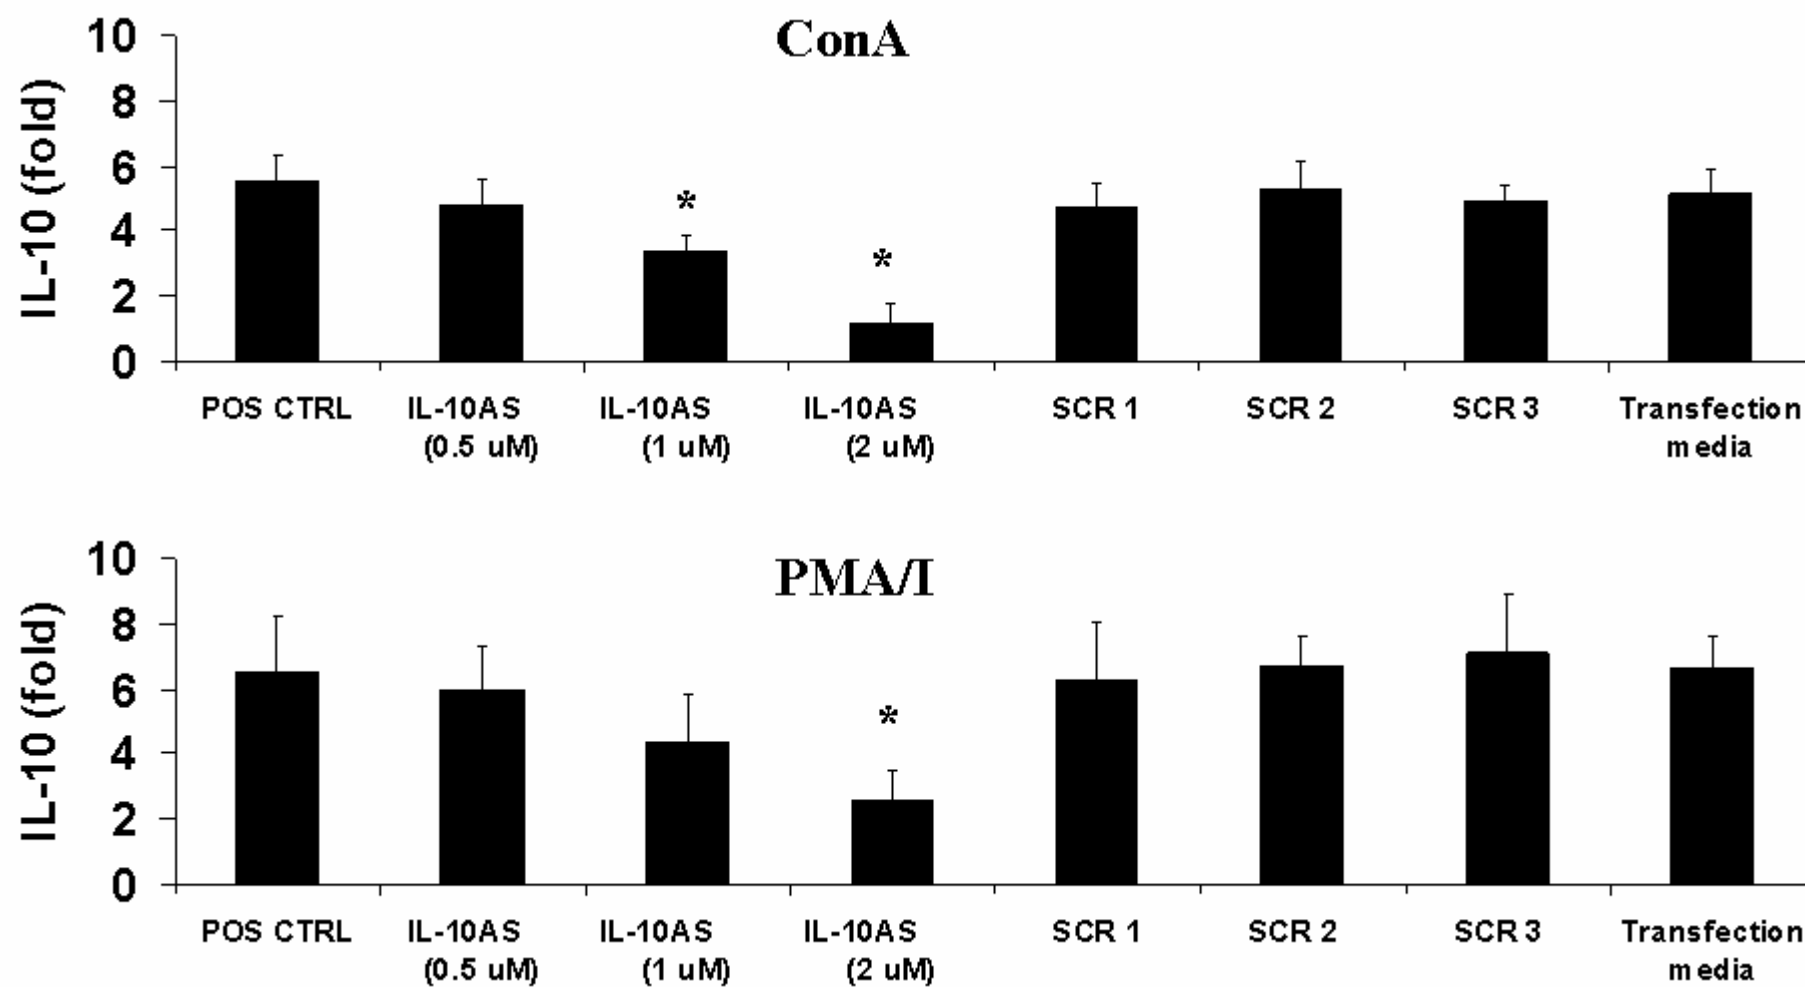 ConA
IL-10 (fold)
10
8
6
4
2
0
*
*
POS CTRL IL-10AS IL-10AS IL-10AS SCR 1 SCR 2 SCR 3 Transfection
(0.5 uM) (1 uM) (2 uM) media
PMA/I
IL-10 (fold)
10
8
6
4
2
0
*
POS CTRL IL-10AS IL-10AS IL-10AS SCR 1 SCR 2 SCR 3 Transfection
(0.5 uM) (1 uM) (2 uM) media